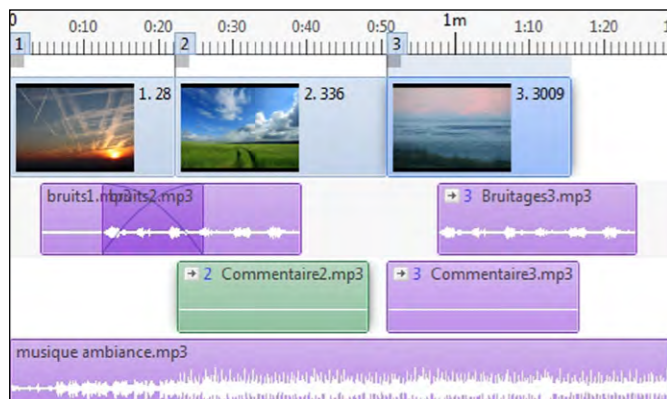 0 0:10 0:20 0:30 0:40 0:50 1m 1:10 1:20
1 2 3
1. 28 2. 336 3. 3009
bruits1.mp3 bruits2.mp3 3 Bruitages3.mp3
2 Commentaire2.mp3 3 Commentaire3.mp3
musique ambiance.mp3